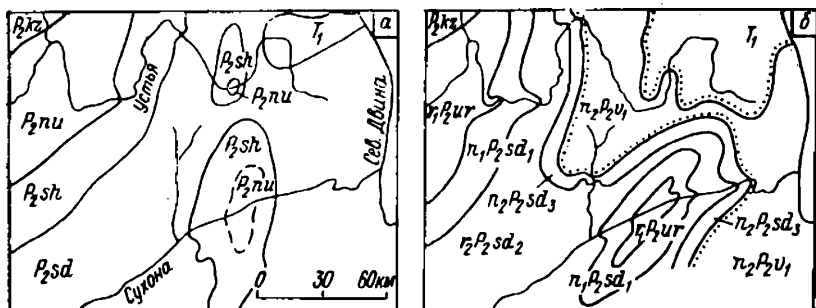 P₂kz
P₂nu
P₂sh
P₂sd
Устья
P₂sh
P₂nu
T₁
а
Сев. Двина
P₂sh
P₂nu
Сухона
0 30 60км
б
T₁
r₁P₂ur
n₁P₂sd₁
n₂P₂sd₃
r₂P₂sd₂
n₂P₂v₁
r₁P₂ur
n₁P₂sd₁
n₂P₂sd₃
n₂P₂v₁